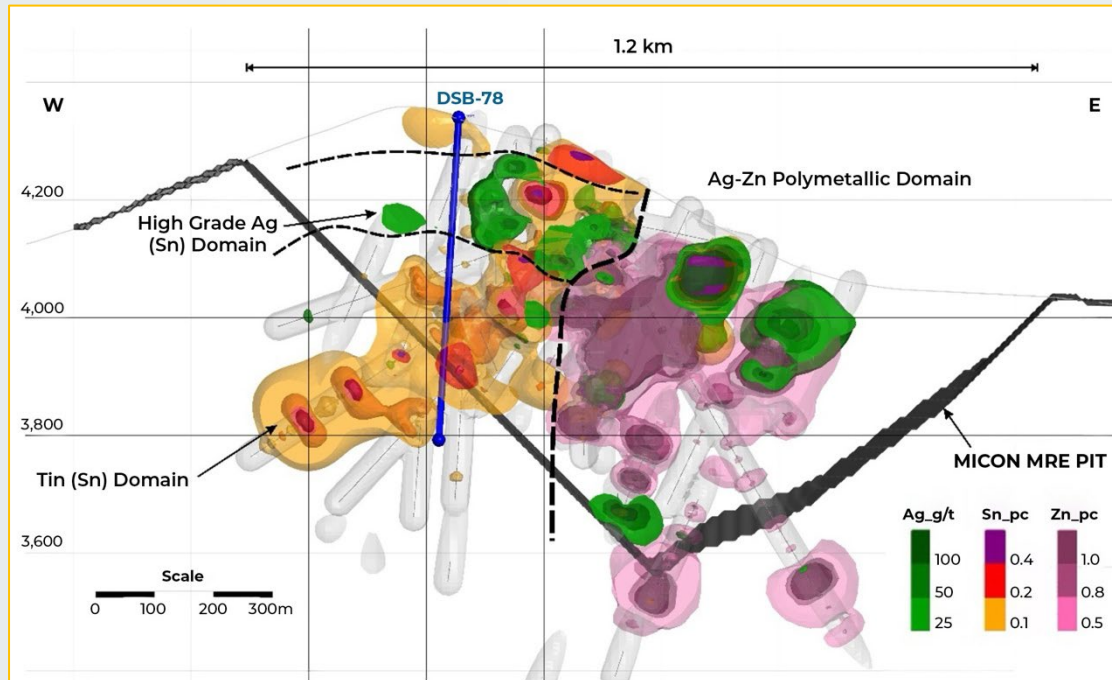 1.2 km
W
DSB-78
E
4,200
Ag-Zn Polymetallic Domain
High Grade Ag
(Sn) Domain
4,000
3,800
Tin (Sn) Domain
MICON MRE PIT
3,600
Scale
0 100 200 300m
Ag_g/t Sn_pc Zn_pc
100 0.4 1.0
50 0.2 0.8
25 0.1 0.5